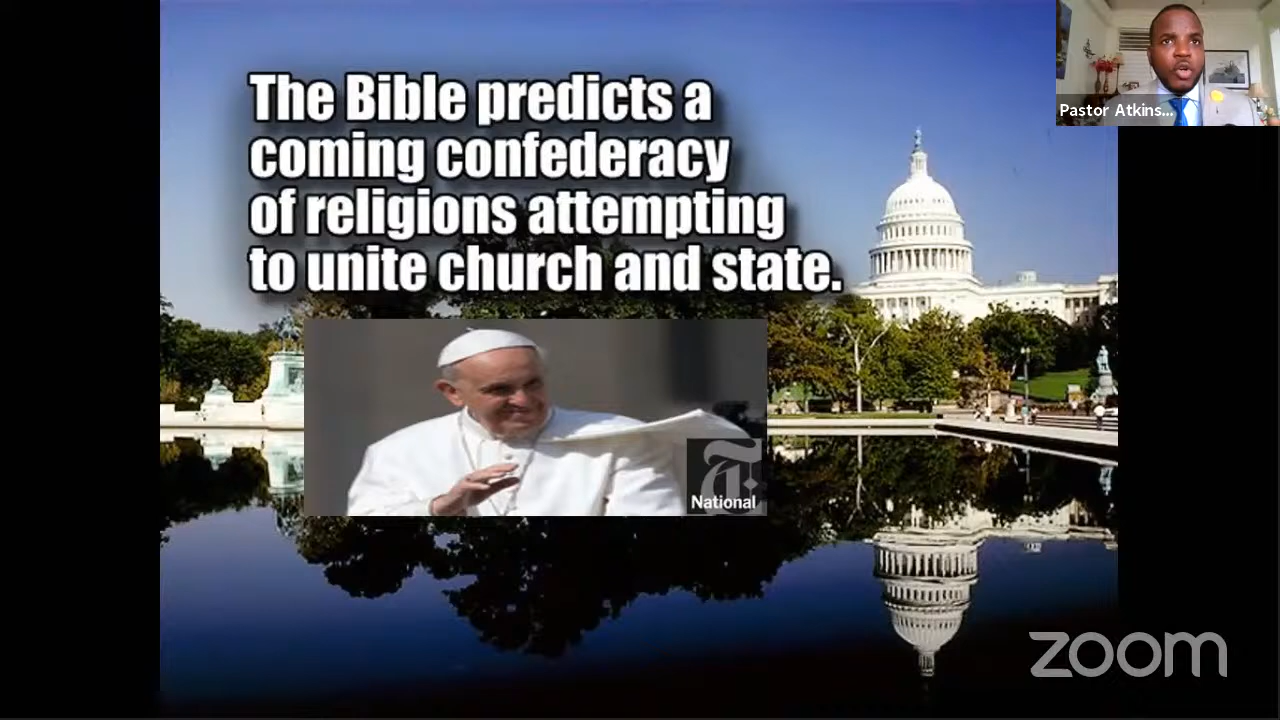 The Bible predicts a
coming confederacy
of religions attempting
to unite church and state.
Pastor Atkins...
T
National
zoom